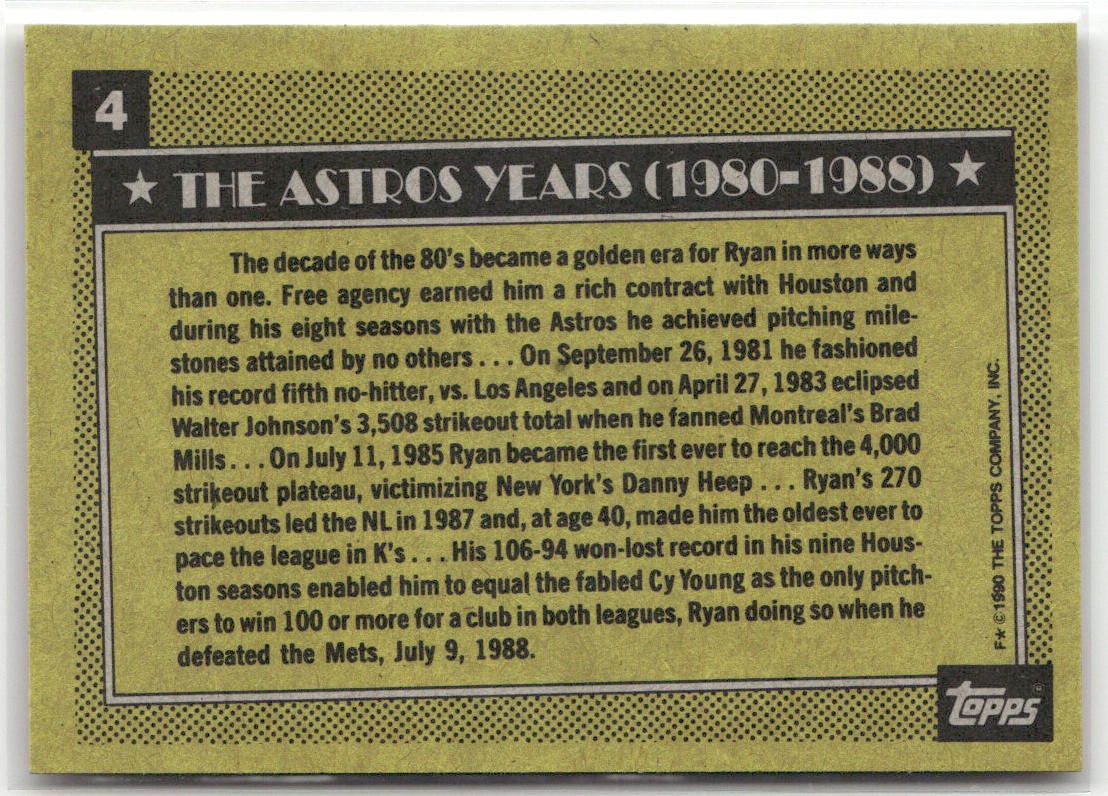 4
★ THE ASTROS YEARS (1980-1988) ★
The decade of the 80's became a golden era for Ryan in more ways
than one. Free agency earned him a rich contract with Houston and
during his eight seasons with the Astros he achieved pitching mile-
stones attained by no others . . . On September 26, 1981 he fashioned
his record fifth no-hitter, vs. Los Angeles and on April 27, 1983 eclipsed
Walter Johnson's 3,508 strikeout total when he fanned Montreal's Brad
Mills . . . On July 11, 1985 Ryan became the first ever to reach the 4,000
strikeout plateau, victimizing New York's Danny Heep . . . Ryan's 270
strikeouts led the NL in 1987 and, at age 40, made him the oldest ever to
pace the league in K's . . . His 106-94 won-lost record in his nine Hous-
ton seasons enabled him to equal the fabled Cy Young as the only pitch-
ers to win 100 or more for a club in both leagues, Ryan doing so when he
defeated the Mets, July 9, 1988.
F★ ©1990 THE TOPPS COMPANY, INC.
TOPPS